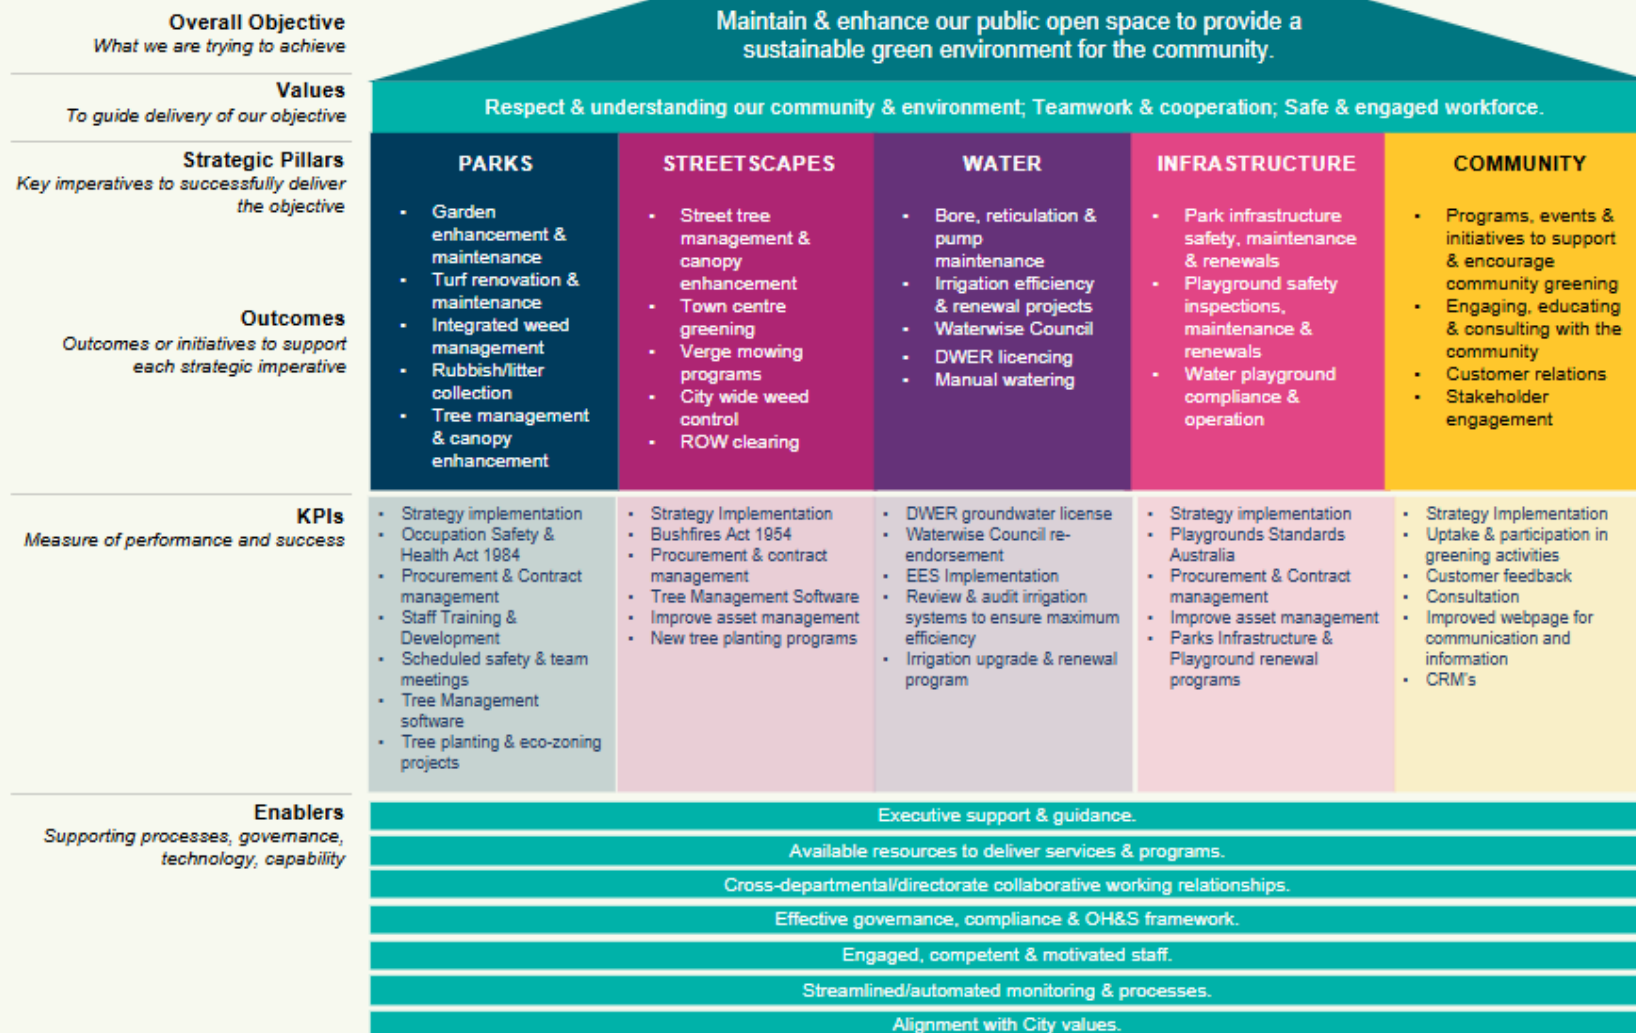 Overall Objective
What we are trying to achieve
Maintain & enhance our public open space to provide a
sustainable green environment for the community.
Values
To guide delivery of our objective
Respect & understanding our community & environment; Teamwork & cooperation; Safe & engaged workforce.
Strategic Pillars
Key imperatives to successfully deliver
the objective
Outcomes
Outcomes or initiatives to support
each strategic imperative
PARKS
• Garden
enhancement &
maintenance
• Turf renovation &
maintenance
• Integrated weed
management
• Rubbish/litter
collection
• Tree management
& canopy
enhancement
STREETSCAPES
• Street tree
management &
canopy
enhancement
• Town centre
greening
• Verge mowing
programs
• City wide weed
control
• ROW clearing
WATER
• Bore, reticulation &
pump
maintenance
• Irrigation efficiency
& renewal projects
• Waterwise Council
• DWER licencing
• Manual watering
INFRASTRUCTURE
• Park infrastructure
safety, maintenance
& renewals
• Playground safety
inspections,
maintenance &
renewals
• Water playground
compliance &
operation
COMMUNITY
• Programs, events &
initiatives to support
& encourage
community greening
• Engaging, educating
& consulting with the
community
• Customer relations
• Stakeholder
engagement
KPIs
Measure of performance and success
• Strategy implementation
• Occupation Safety &
Health Act 1984
• Procurement & Contract
management
• Staff Training &
Development
• Scheduled safety & team
meetings
• Tree Management
software
• Tree planting & eco-zoning
projects
• Strategy Implementation
• Bushfires Act 1954
• Procurement & contract
management
• Tree Management Software
• Improve asset management
• New tree planting programs
• DWER groundwater license
• Waterwise Council re-
endorsement
• EES Implementation
• Review & audit irrigation
systems to ensure maximum
efficiency
• Irrigation upgrade & renewal
program
• Strategy implementation
• Playgrounds Standards
Australia
• Procurement & Contract
management
• Improve asset management
• Parks Infrastructure &
Playground renewal
programs
• Strategy Implementation
• Uptake & participation in
greening activities
• Customer feedback
• Consultation
• Improved webpage for
communication and
information
• CRM's
Enablers
Supporting processes, governance,
technology, capability
Executive support & guidance.
Available resources to deliver services & programs.
Cross-departmental/directorate collaborative working relationships.
Effective governance, compliance & OH&S framework.
Engaged, competent & motivated staff.
Streamlined/automated monitoring & processes.
Alignment with City values.